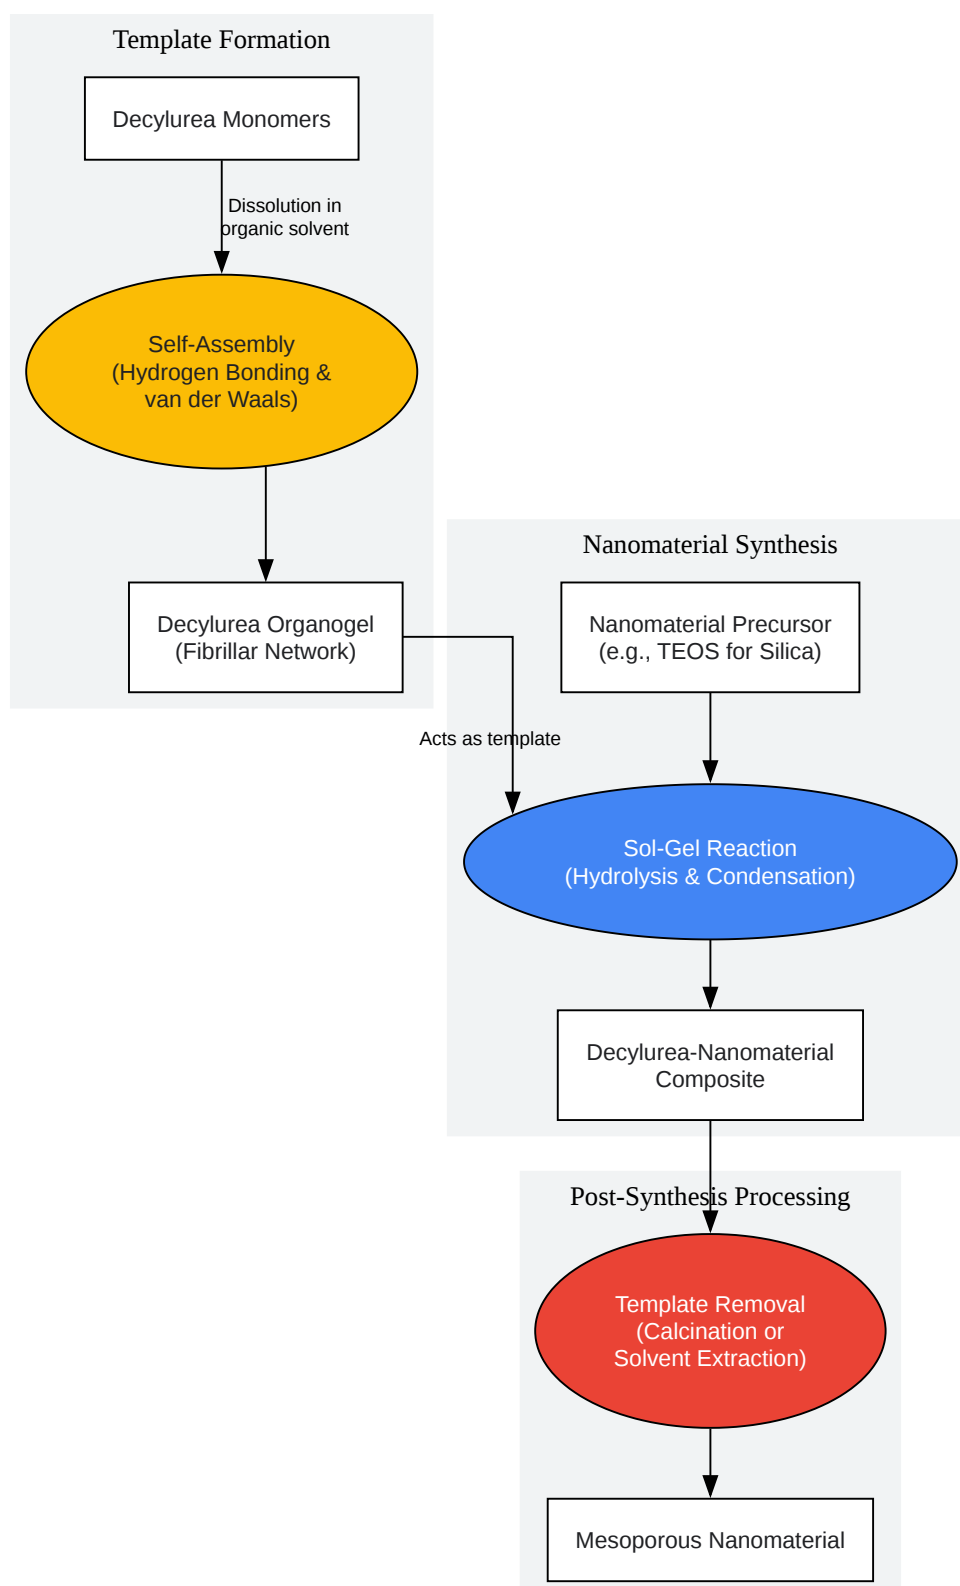 Template Formation
Decylurea Monomers
Dissolution in
organic solvent
Self-Assembly
(Hydrogen Bonding &
van der Waals)
Decylurea Organogel
(Fibrillar Network)
Nanomaterial Synthesis
Nanomaterial Precursor
(e.g., TEOS for Silica)
Acts as template
Sol-Gel Reaction
(Hydrolysis & Condensation)
Decylurea-Nanomaterial
Composite
Post-Synthesis Processing
Template Removal
(Calcination or
Solvent Extraction)
Mesoporous Nanomaterial